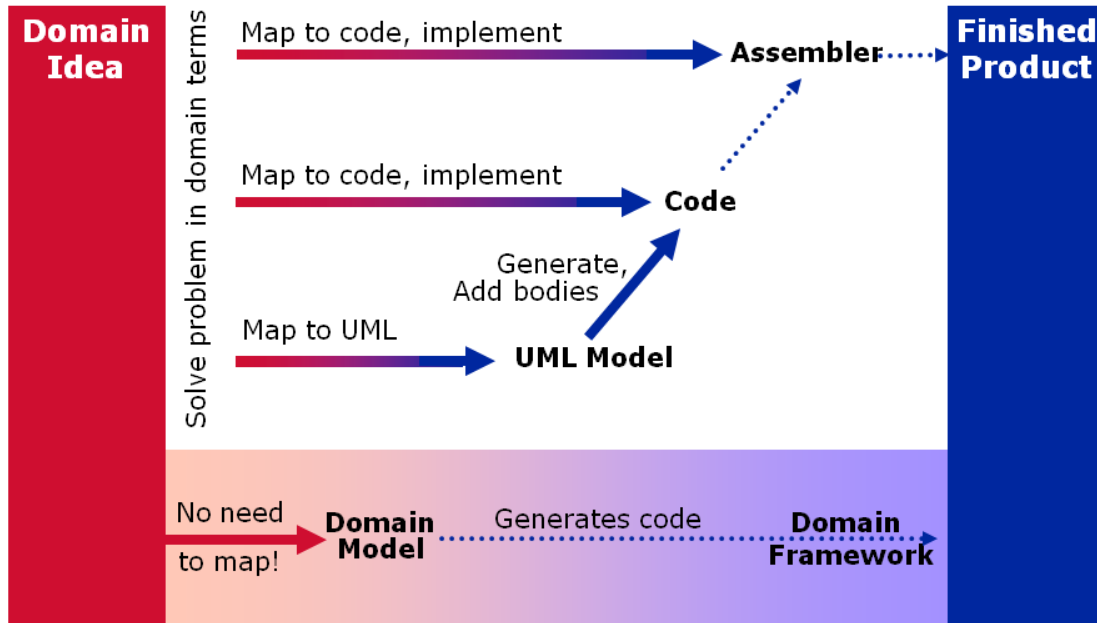 Domain
Idea
Solve problem in domain terms
Map to code, implement
Assembler
Finished
Product
Map to code, implement
Code
Generate,
Add bodies
Map to UML
UML Model
No need
to map!
Domain
Model
Generates code
Domain
Framework